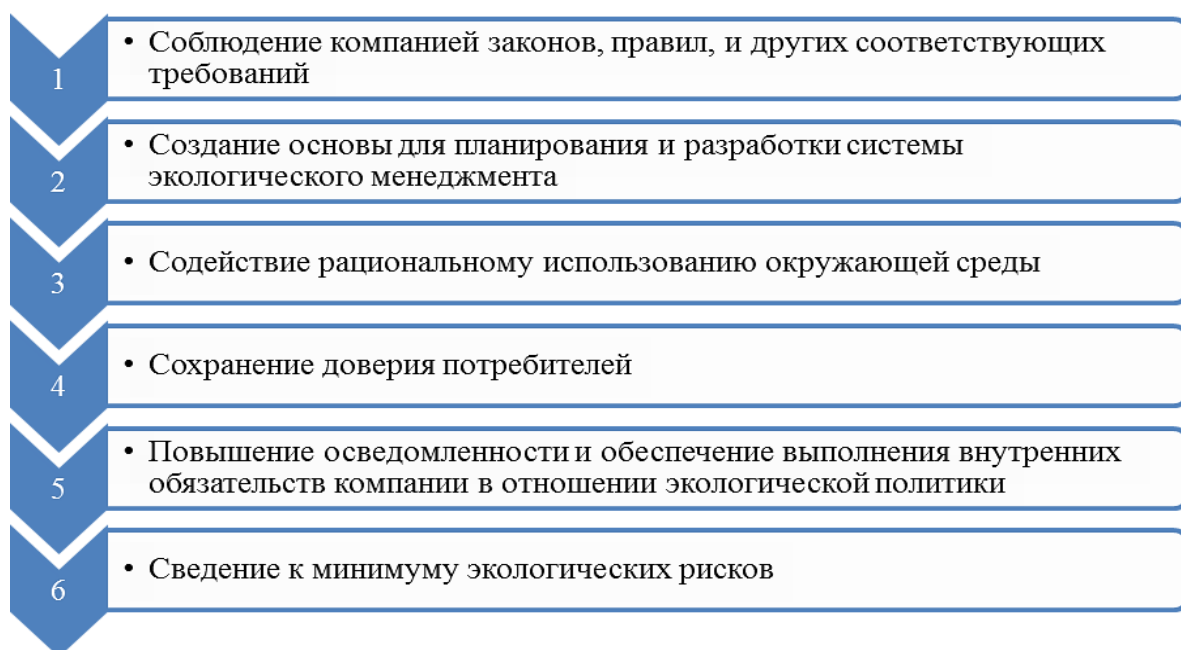 1
• Соблюдение компанией законов, правил, и других соответствующих
требований
2
• Создание основы для планирования и разработки системы
экологического менеджмента
3
• Содействие рациональному использованию окружающей среды
4
• Сохранение доверия потребителей
5
• Повышение осведомленности и обеспечение выполнения внутренних
обязательств компании в отношении экологической политики
6
• Сведение к минимуму экологических рисков